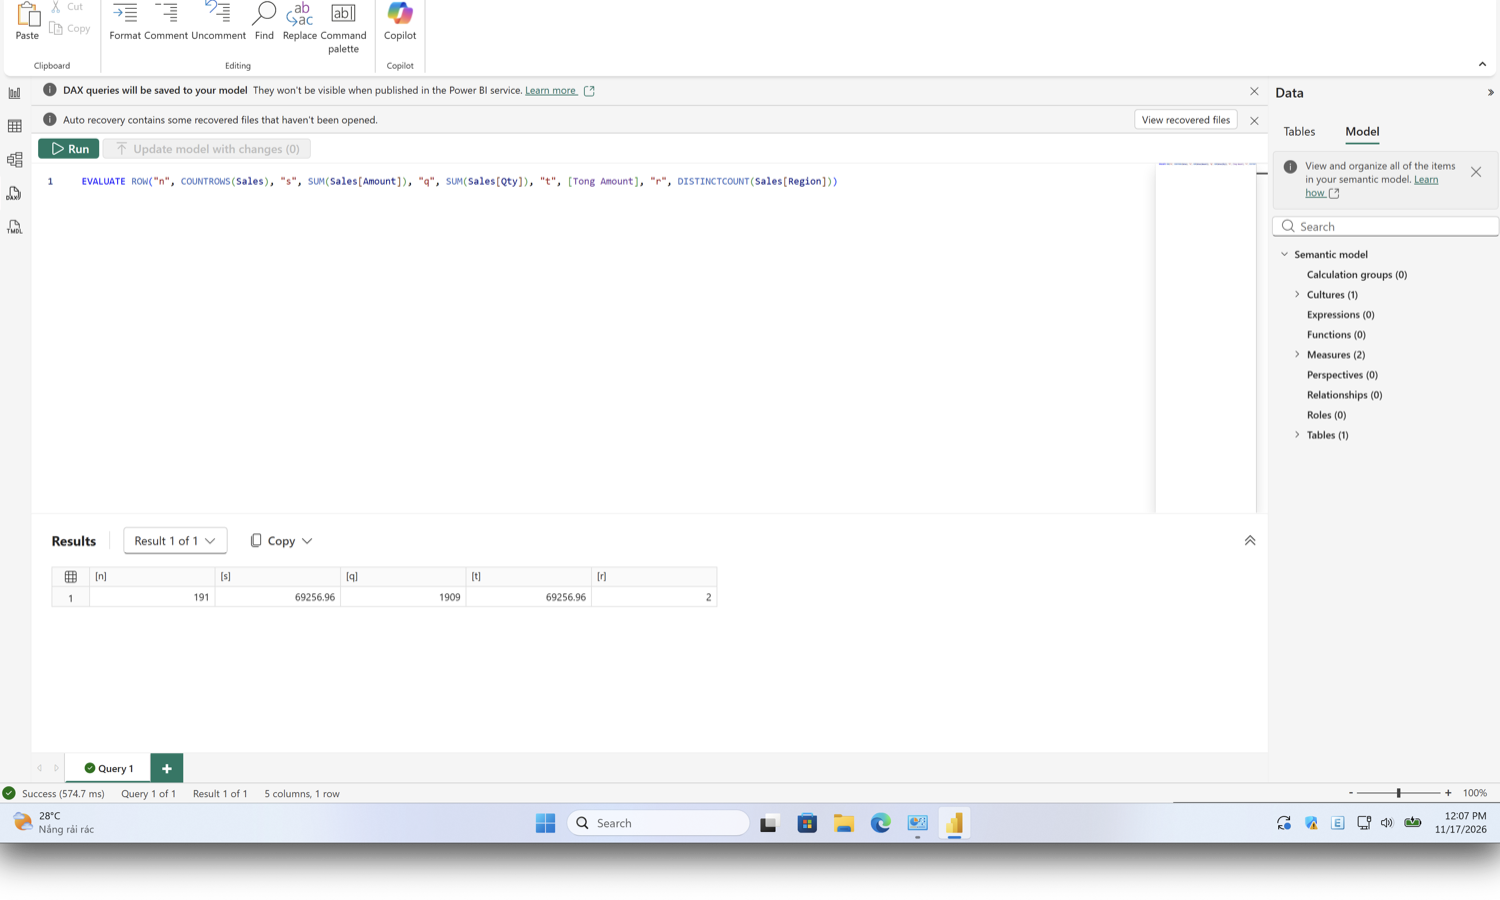 Paste
Cut
Copy
Format Comment Uncomment Find Replace Command palette
Copilot
Clipboard
Editing
Copilot
DAX queries will be saved to your model They won't be visible when published in the Power BI service. Learn more
Auto recovery contains some recovered files that haven't been opened.
View recovered files
Run
Update model with changes (0)
1 EVALUATE ROW("n", COUNTROWS(Sales), "s", SUM(Sales[Amount]), "q", SUM(Sales[Qty]), "t", [Tong Amount], "r", DISTINCTCOUNT(Sales[Region]))
DAX
TMDL
Data
Tables Model
View and organize all of the items
in your semantic model. Learn
how
Search
Semantic model
Calculation groups (0)
Cultures (1)
Expressions (0)
Functions (0)
Measures (2)
Perspectives (0)
Relationships (0)
Roles (0)
Tables (1)
Results
Result 1 of 1
Copy
[n] [s] [q] [t] [r]
1 191 69256.96 1909 69256.96 2
Query 1
Success (574.7 ms) Query 1 of 1 Result 1 of 1 5 columns, 1 row
- + 100%
28°C
Nắng rải rác
Search
12:07 PM
11/17/2026